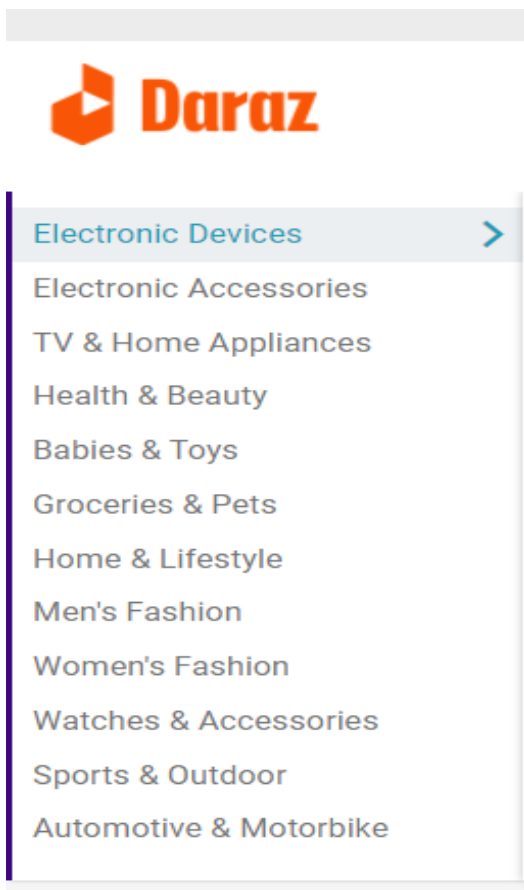 Daraz
Electronic Devices
Electronic Accessories
TV & Home Appliances
Health & Beauty
Babies & Toys
Groceries & Pets
Home & Lifestyle
Men's Fashion
Women's Fashion
Watches & Accessories
Sports & Outdoor
Automotive & Motorbike